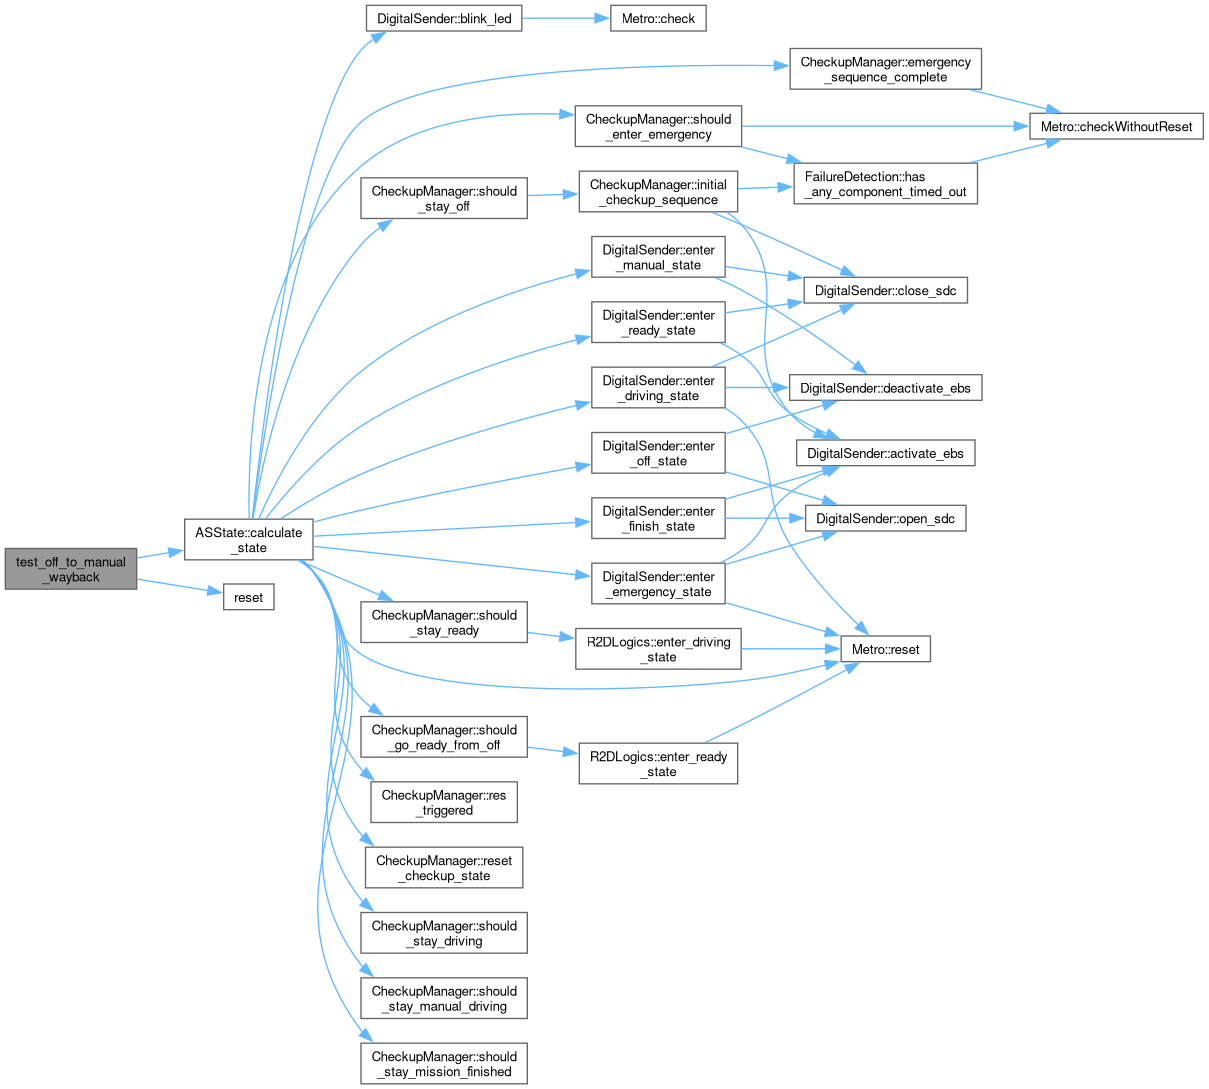 DigitalSender::blink_led
Metro::check
CheckupManager::emergency
_sequence_complete
CheckupManager::should
_enter_emergency
Metro::checkWithoutReset
FailureDetection::has
_any_component_timed_out
CheckupManager::should
_stay_off
CheckupManager::initial
_checkup_sequence
DigitalSender::enter
_manual_state
DigitalSender::close_sdc
DigitalSender::enter
_ready_state
DigitalSender::enter
_driving_state
DigitalSender::deactivate_ebs
DigitalSender::enter
_off_state
DigitalSender::activate_ebs
DigitalSender::enter
_finish_state
DigitalSender::open_sdc
ASState::calculate
_state
test_off_to_manual
_wayback
reset
DigitalSender::enter
_emergency_state
CheckupManager::should
_stay_ready
R2DLogics::enter_driving
_state
Metro::reset
CheckupManager::should
_go_ready_from_off
R2DLogics::enter_ready
_state
CheckupManager::res
_triggered
CheckupManager::reset
_checkup_state
CheckupManager::should
_stay_driving
CheckupManager::should
_stay_manual_driving
CheckupManager::should
_stay_mission_finished